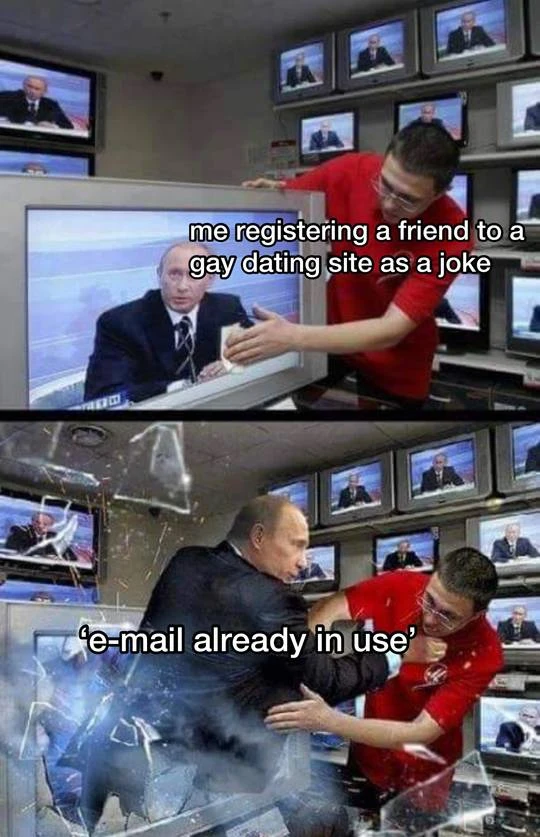 me registering a friend to a
gay dating site as a joke
‘e-mail already in use’